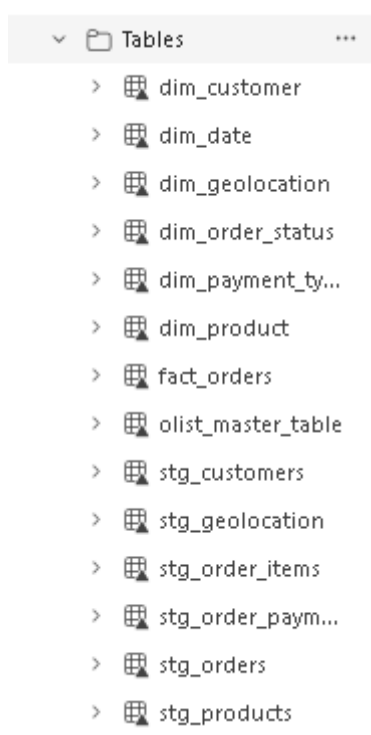 Tables ...
dim_customer
dim_date
dim_geolocation
dim_order_status
dim_payment_ty...
dim_product
fact_orders
olist_master_table
stg_customers
stg_geolocation
stg_order_items
stg_order_paym...
stg_orders
stg_products